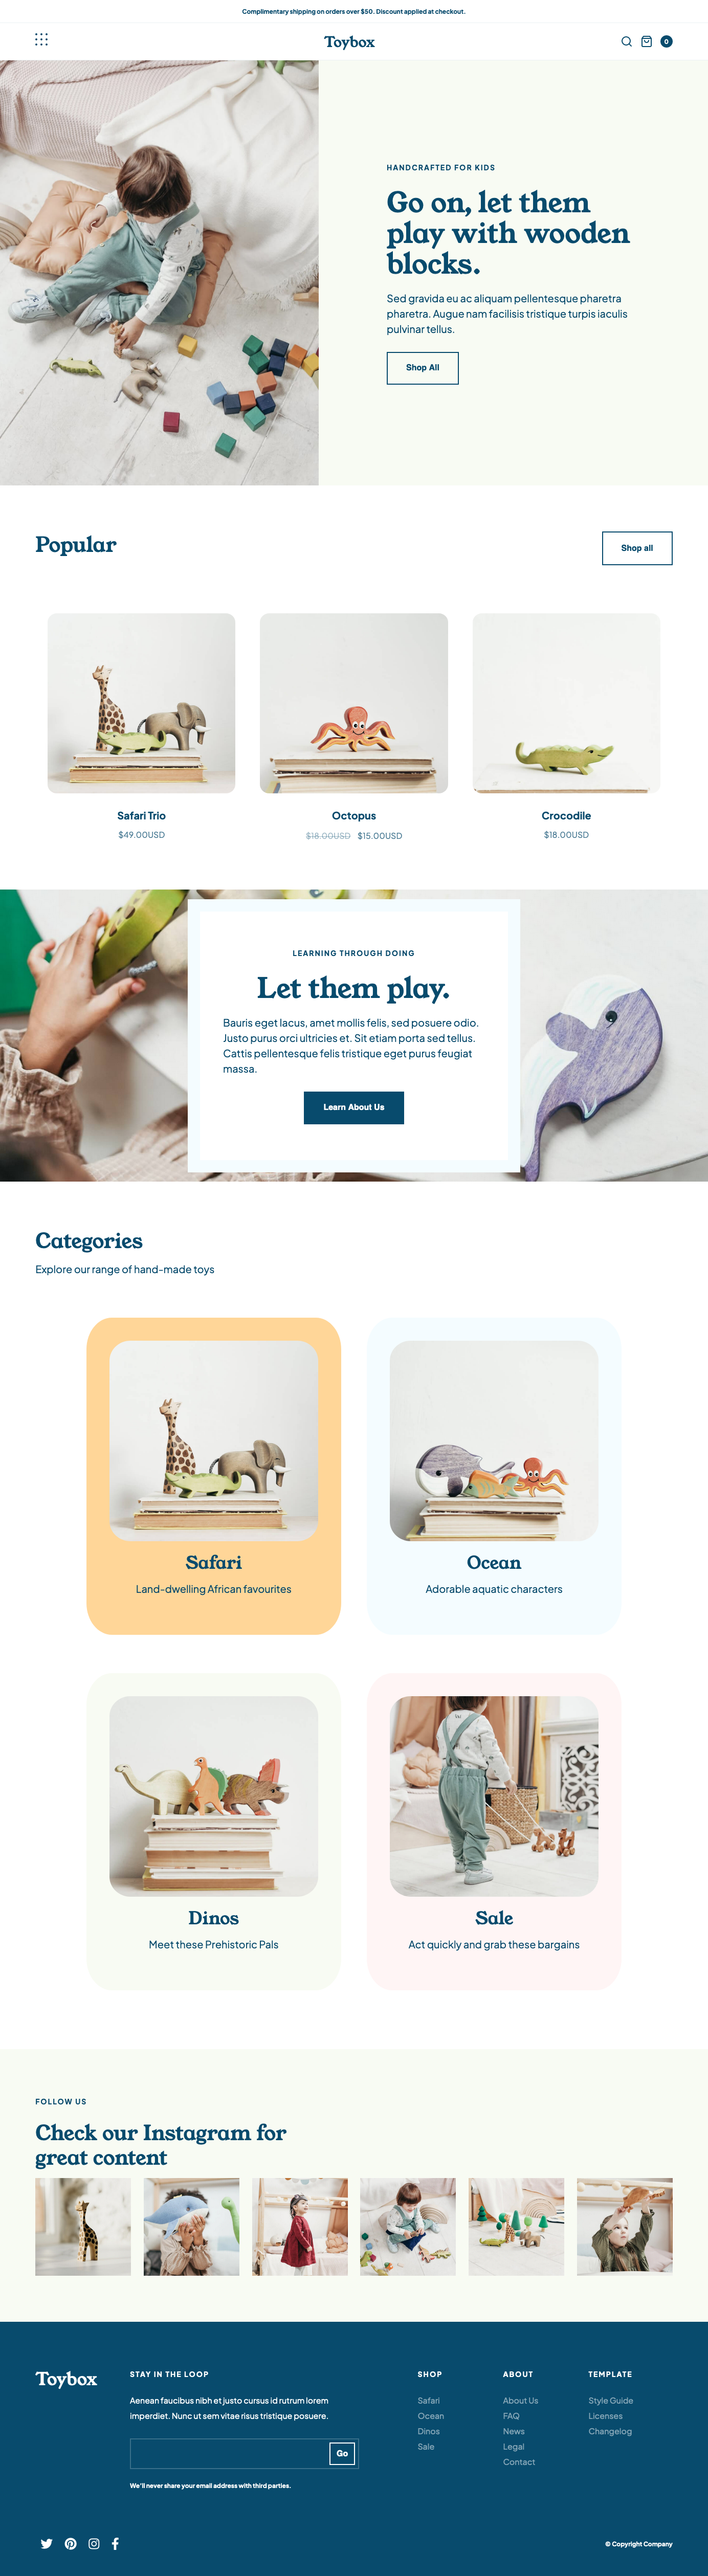 Complimentary shipping on orders over $50. Discount applied at checkout.
Toybox
0
HANDCRAFTED FOR KIDS
Go on, let them
play with wooden
blocks.
Sed gravida eu ac aliquam pellentesque pharetra
pharetra. Augue nam facilisis tristique turpis iaculis
pulvinar tellus.
Shop All
Popular
Shop all
Safari Trio
$49.00USD
Octopus
$18.00USD $15.00USD
Crocodile
$18.00USD
LEARNING THROUGH DOING
Let them play.
Bauris eget lacus, amet mollis felis, sed posuere odio.
Justo purus orci ultricies et. Sit etiam porta sed tellus.
Cattis pellentesque felis tristique eget purus feugiat
massa.
Learn About Us
Categories
Explore our range of hand-made toys
Safari
Land-dwelling African favourites
Ocean
Adorable aquatic characters
Dinos
Meet these Prehistoric Pals
Sale
Act quickly and grab these bargains
FOLLOW US
Check our Instagram for
great content
Toybox
STAY IN THE LOOP
Aenean faucibus nibh et justo cursus id rutrum lorem
imperdiet. Nunc ut sem vitae risus tristique posuere.
Go
We'll never share your email address with third parties.
SHOP
Safari
Ocean
Dinos
Sale
ABOUT
About Us
FAQ
News
Legal
Contact
TEMPLATE
Style Guide
Licenses
Changelog
© Copyright Company